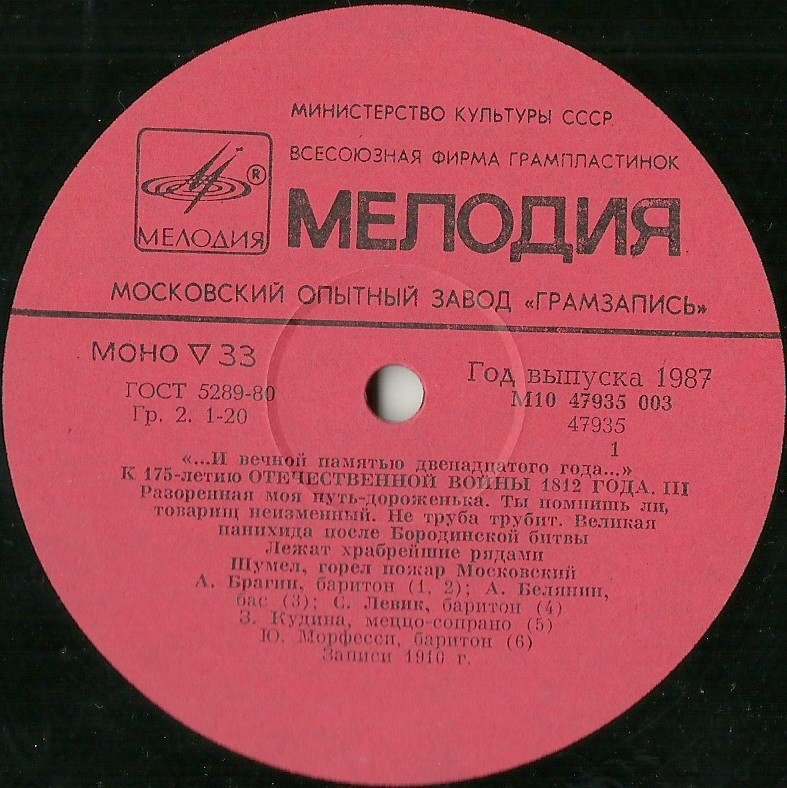 МИНИСТЕРСТВО КУЛЬТУРЫ СССР
ВСЕСОЮЗНАЯ ФИРМА ГРАМПЛАСТИНОК
®
МЕЛОДИЯ
МЕЛОДИЯ
МОСКОВСКИЙ ОПЫТНЫЙ ЗАВОД «ГРАМЗАПИСЬ»
МОНО ▽ 33
ГОСТ 5289-80
Гр. 2. 1-20
Год выпуска 1987
М10 47935 003
47935
1
«...И вечной памятью двенадцатого года...»
К 175-летию ОТЕЧЕСТВЕННОЙ ВОЙНЫ 1812 ГОДА. III
Разоренная моя путь-дороженька. Ты помнишь ли,
товарищ неизменный. Не труба трубит. Великая
панихида после Бородинской битвы
Лежат храбрейшие рядами
Шумел, горел пожар Московский
А. Брагин, баритон (1, 2); А. Белянин,
бас (3); С. Левик, баритон (4)
З. Кудина, меццо-сопрано (5)
Ю. Морфесси, баритон (6)
Записи 1910 г.